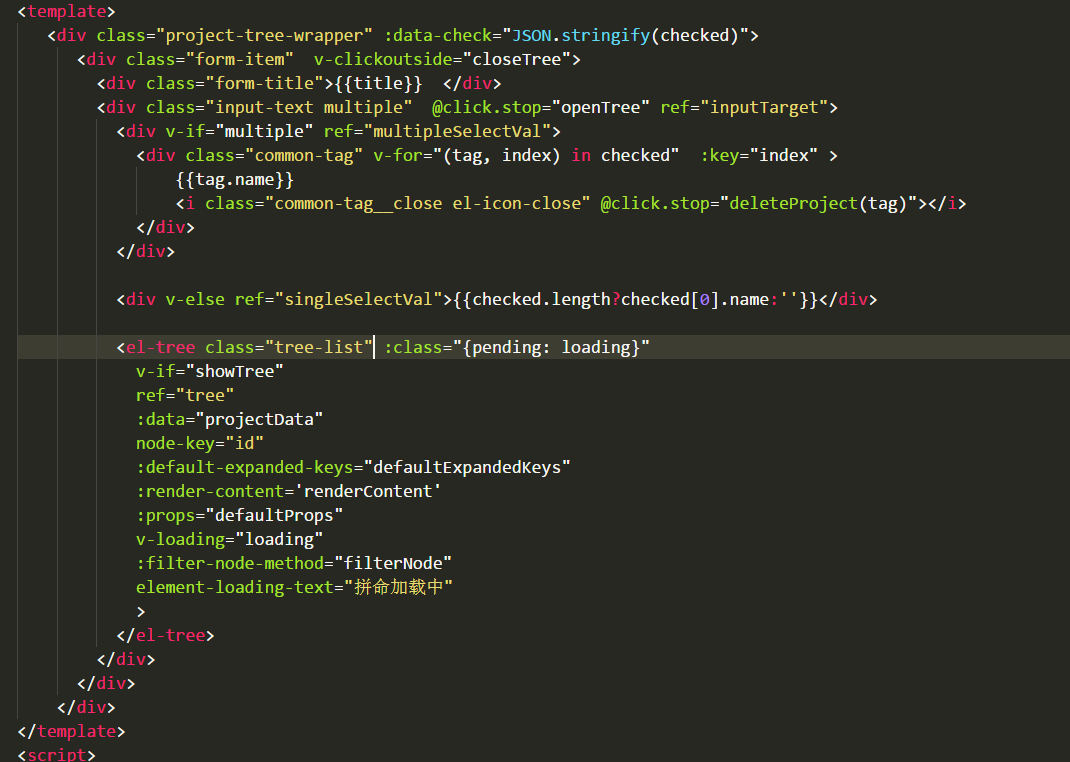 <template>
<div class="project-tree-wrapper" :data-check="JSON.stringify(checked)">
<div class="form-item"  v-clickoutside="closeTree">
<div class="form-title">{{title}}  </div>
<div class="input-text multiple"  @click.stop="openTree" ref="inputTarget">
<div v-if="multiple" ref="multipleSelectVal">
<div class="common-tag" v-for="(tag, index) in checked"  :key="index" >
{{tag.name}}
<i class="common-tag__close el-icon-close" @click.stop="deleteProject(tag)"></i>
</div>
</div>
<div v-else ref="singleSelectVal">{{checked.length?checked[0].name:''}}</div>
<el-tree class="tree-list" :class="{pending: loading}"
v-if="showTree"
ref="tree"
:data="projectData"
node-key="id"
:default-expanded-keys="defaultExpandedKeys"
:render-content='renderContent'
:props="defaultProps"
v-loading="loading"
:filter-node-method="filterNode"
element-loading-text="拼命加载中"
>
</el-tree>
</div>
</div>
</div>
</template>
<script>